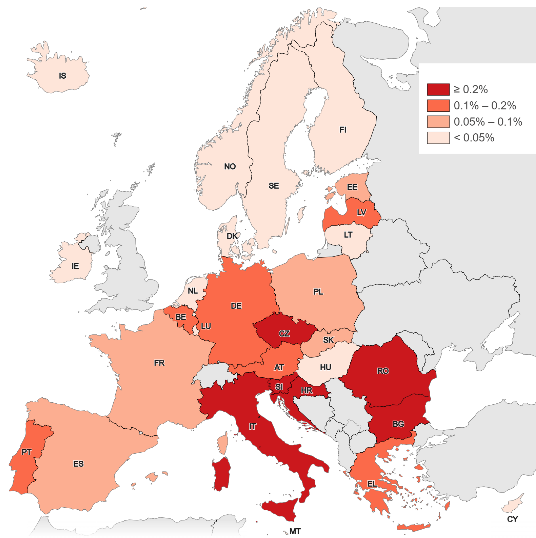 IS
≥ 0.2%
0.1% – 0.2%
0.05% – 0.1%
< 0.05%
FI
NO
SE
EE
LV
LT
DK
IE
NL
DE
PL
BE
LU
CZ
SK
FR
AT
HU
RO
SI
HR
IT
BG
PT
ES
EL
CY
MT